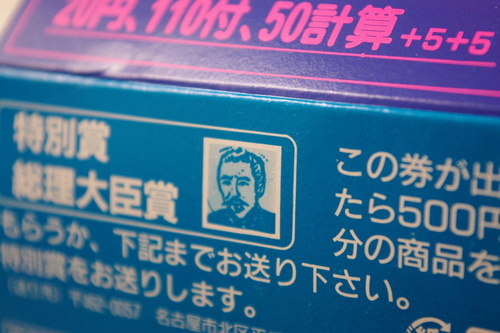 20円、110付、50計算+5+5
特別賞
総理大臣賞
この券が出
たら500円
もらうか、下記までお送り下さい。
分の商品を
特別賞をお送りします。
名古屋市北区